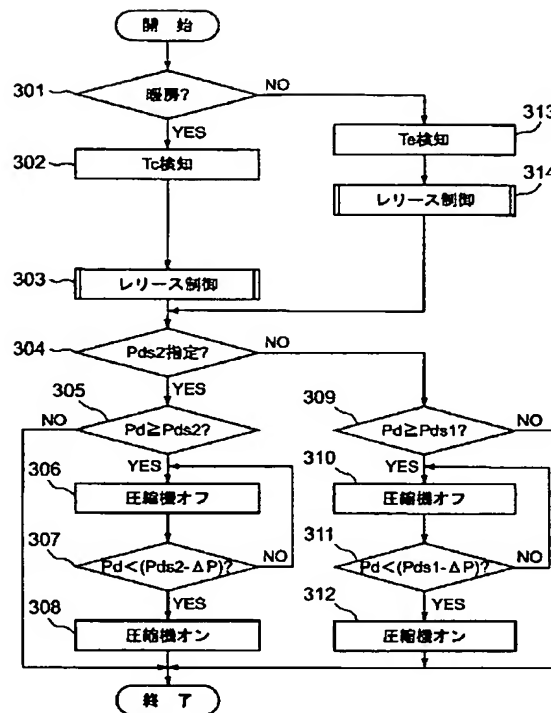 開始
301
暖房?
NO
YES
302
Tc検知
313
Te検知
314
レリース制御
303
レリース制御
304
Pds2指定?
NO
YES
305
NO
Pd≧Pds2?
YES
306
圧縮機オフ
307
Pd<(Pds2-ΔP)?
NO
YES
308
圧縮機オン
309
Pd≧Pds1?
NO
YES
310
圧縮機オフ
311
Pd<(Pds1-ΔP)?
NO
YES
312
圧縮機オン
終了